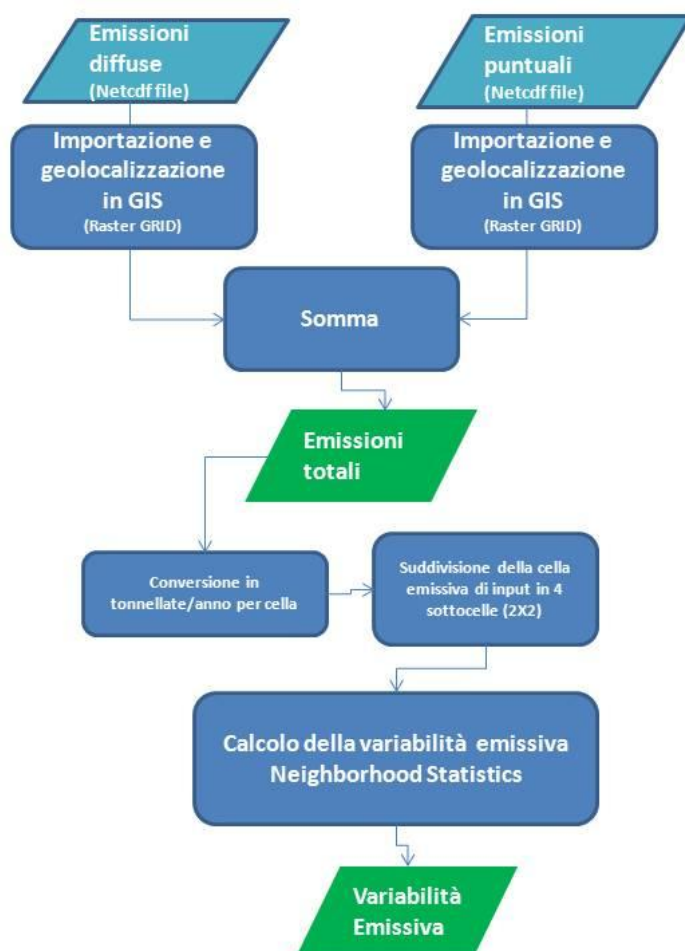 Emissioni
diffuse
(Netcdf file)
Emissioni
puntuali
(Netcdf file)
Importazione e
geolocalizzazione
in GIS
(Raster GRID)
Importazione e
geolocalizzazione
in GIS
(Raster GRID)
Somma
Emissioni
totali
Conversione in
tonnellate/anno per
cella
Suddivisione della cella
emissiva di input in 4
sottocelle (2X2)
Calcolo della variabilità emissiva
Neighborhood Statistics
Variabilità
Emissiva